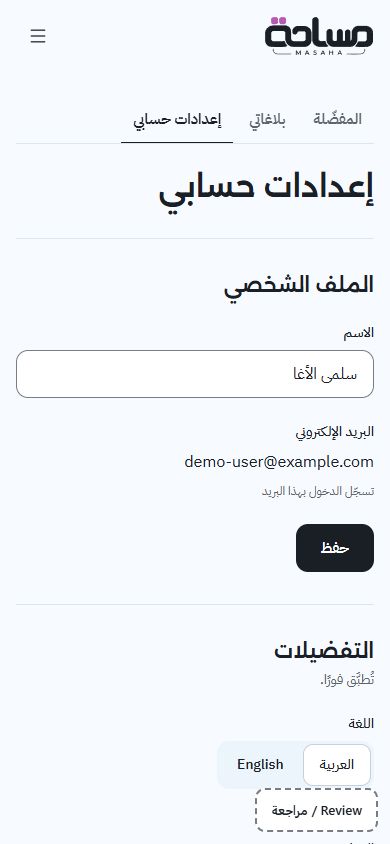 مساحة
MASAHA
المفضّلة
بلاغاتي
إعدادات حسابي
إعدادات حسابي
الملف الشخصي
الاسم
سلمى الأغا
البريد الإلكتروني
demo-user@example.com
تسجّل الدخول بهذا البريد
حفظ
التفضيلات
تُطبَّق فورًا.
اللغة
العربية
English
مراجعة / Review